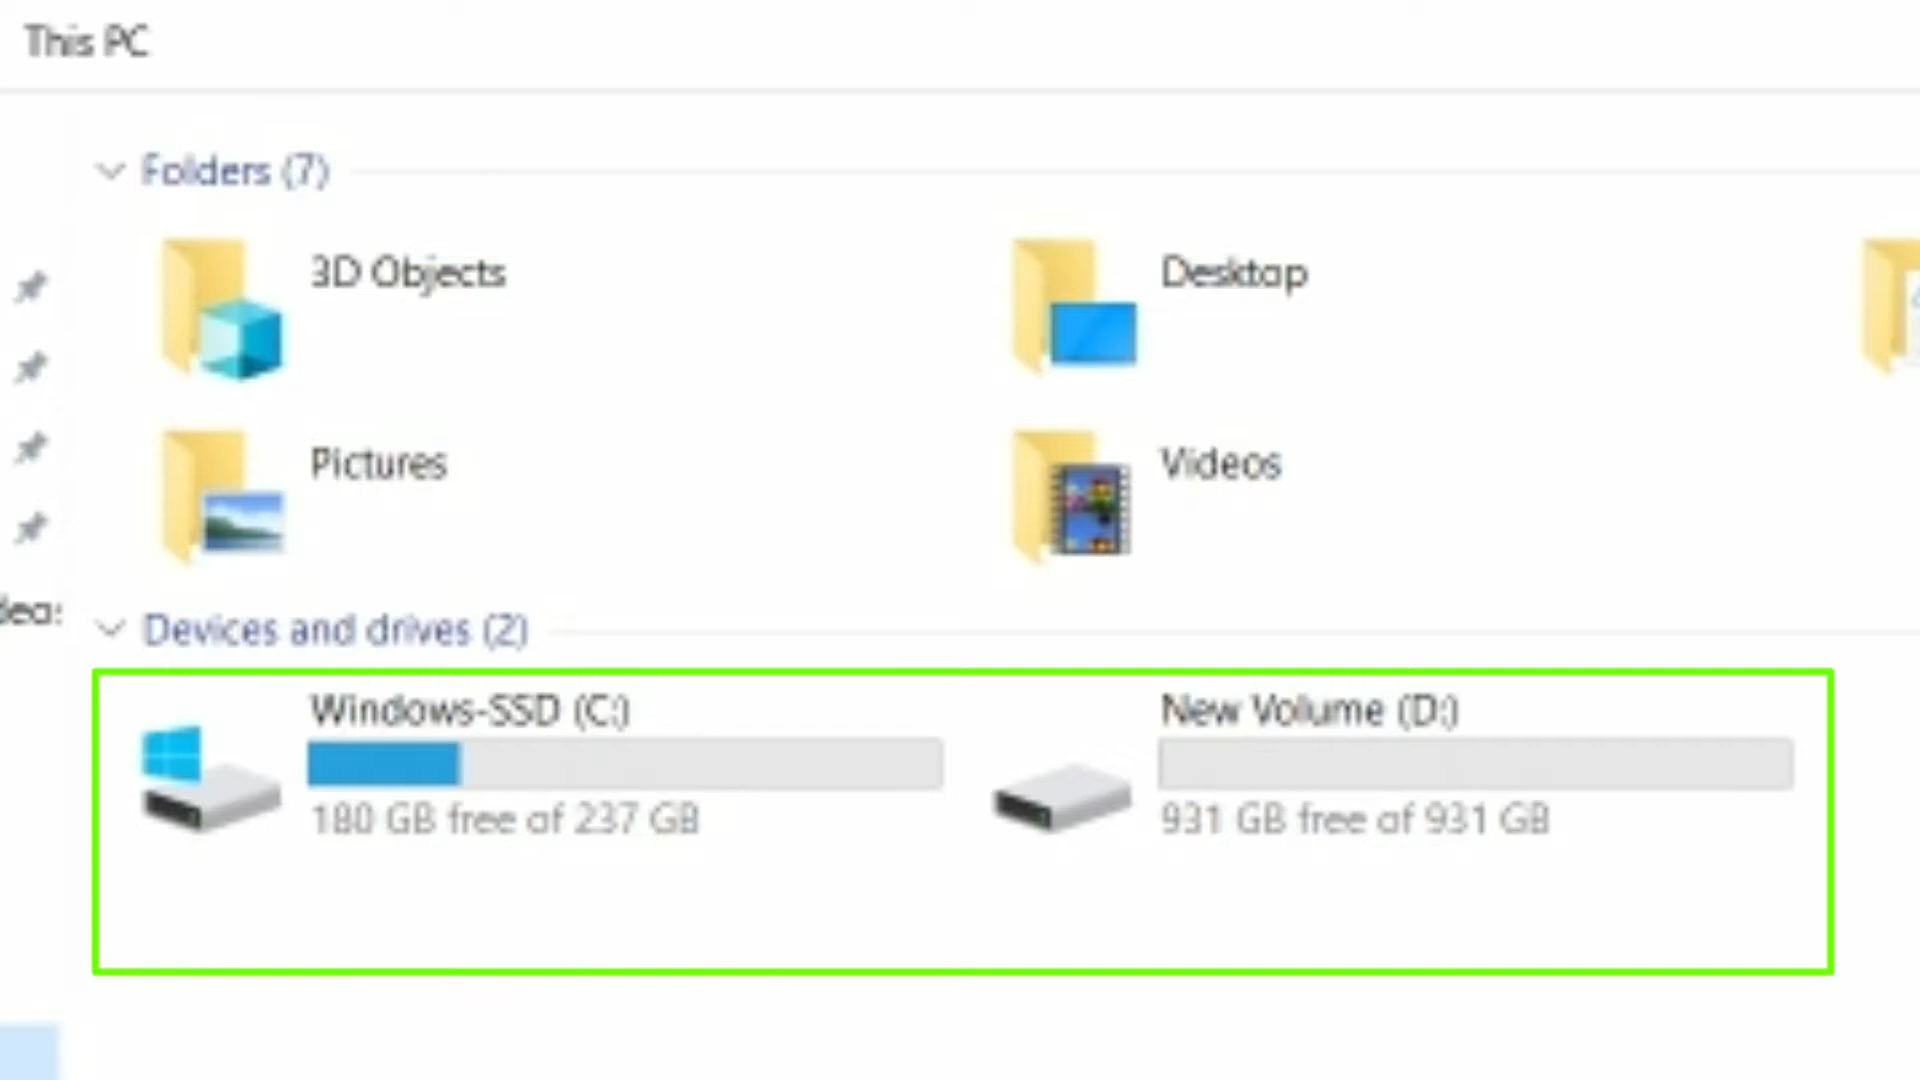 This PC
Folders (7)
3D Objects
Desktop
Pictures
Videos
Devices and drives (2)
Windows-SSD (C:)
New Volume (D:)
180 GB free of 237 GB
931 GB free of 931 GB